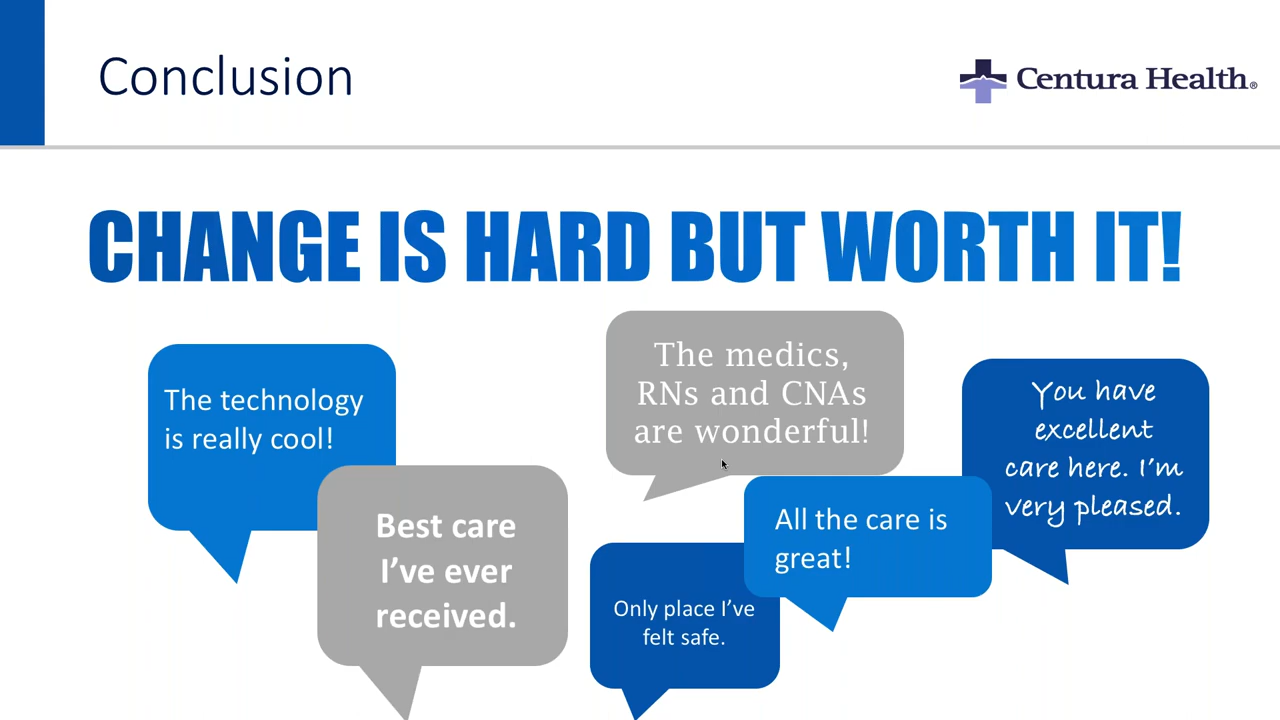 Conclusion
Centura Health®
CHANGE IS HARD BUT WORTH IT!
The technology
is really cool!
Best care
I’ve ever
received.
The medics,
RNs and CNAs
are wonderful!
Only place I’ve
felt safe.
All the care is
great!
You have
excellent
care here. I’m
very pleased.